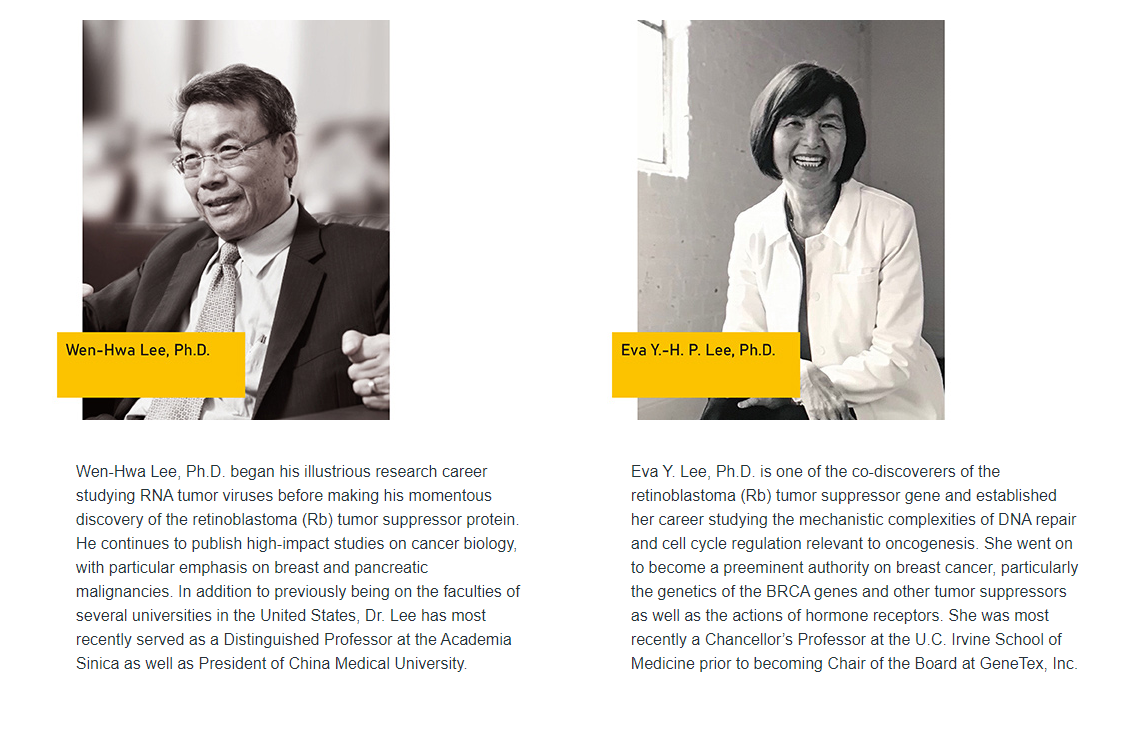 Wen-Hwa Lee, Ph.D.
Wen-Hwa Lee, Ph.D. began his illustrious research career
studying RNA tumor viruses before making his momentous
discovery of the retinoblastoma (Rb) tumor suppressor protein.
He continues to publish high-impact studies on cancer biology,
with particular emphasis on breast and pancreatic
malignancies. In addition to previously being on the faculties of
several universities in the United States, Dr. Lee has most
recently served as a Distinguished Professor at the Academia
Sinica as well as President of China Medical University.
Eva Y.-H. P. Lee, Ph.D.
Eva Y. Lee, Ph.D. is one of the co-discoverers of the
retinoblastoma (Rb) tumor suppressor gene and established
her career studying the mechanistic complexities of DNA repair
and cell cycle regulation relevant to oncogenesis. She went on
to become a preeminent authority on breast cancer, particularly
the genetics of the BRCA genes and other tumor suppressors
as well as the actions of hormone receptors. She was most
recently a Chancellor’s Professor at the U.C. Irvine School of
Medicine prior to becoming Chair of the Board at GeneTex, Inc.